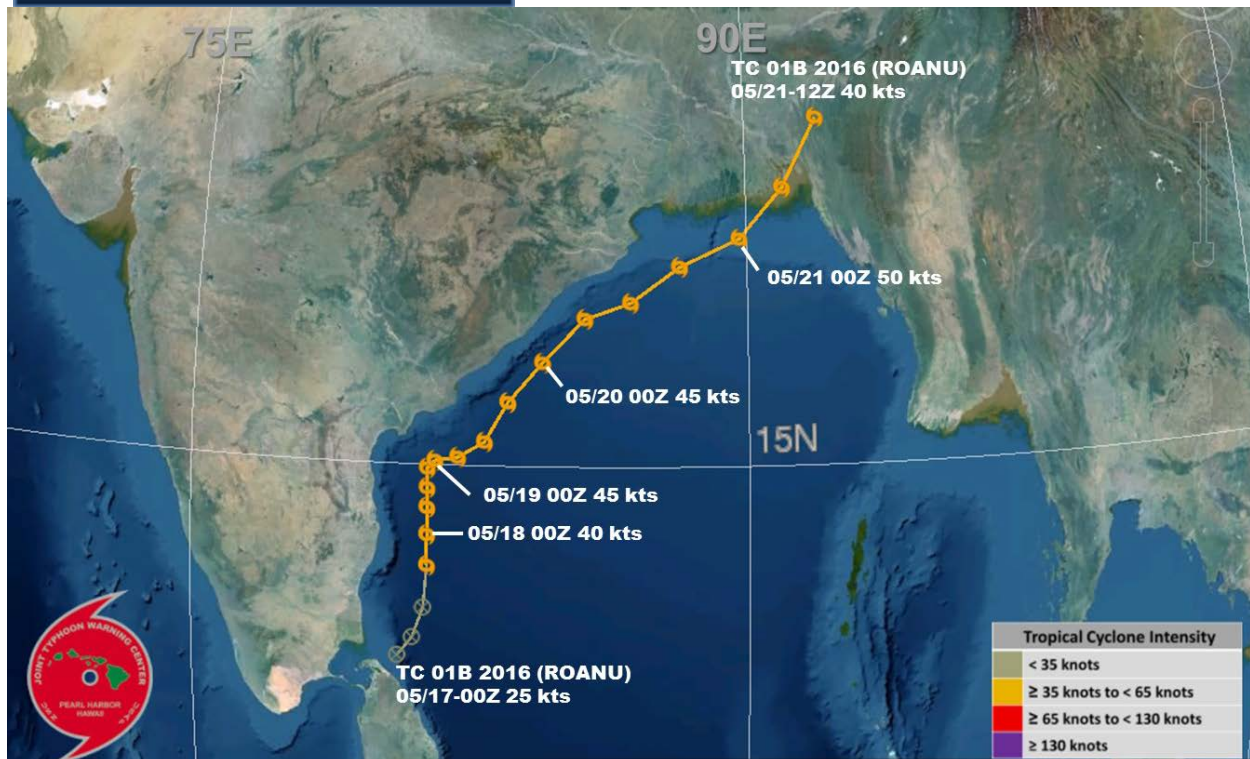 75E
90E
TC 01B 2016 (ROANU)
05/21-12Z 40 kts
05/21 00Z 50 kts
05/20 00Z 45 kts
15N
05/19 00Z 45 kts
05/18 00Z 40 kts
TC 01B 2016 (ROANU)
05/17-00Z 25 kts
JOINT TYPHOON WARNING CENTER
PEARL HARBOR
HAWAII
Tropical Cyclone Intensity
< 35 knots
≥ 35 knots to < 65 knots
≥ 65 knots to < 130 knots
≥ 130 knots